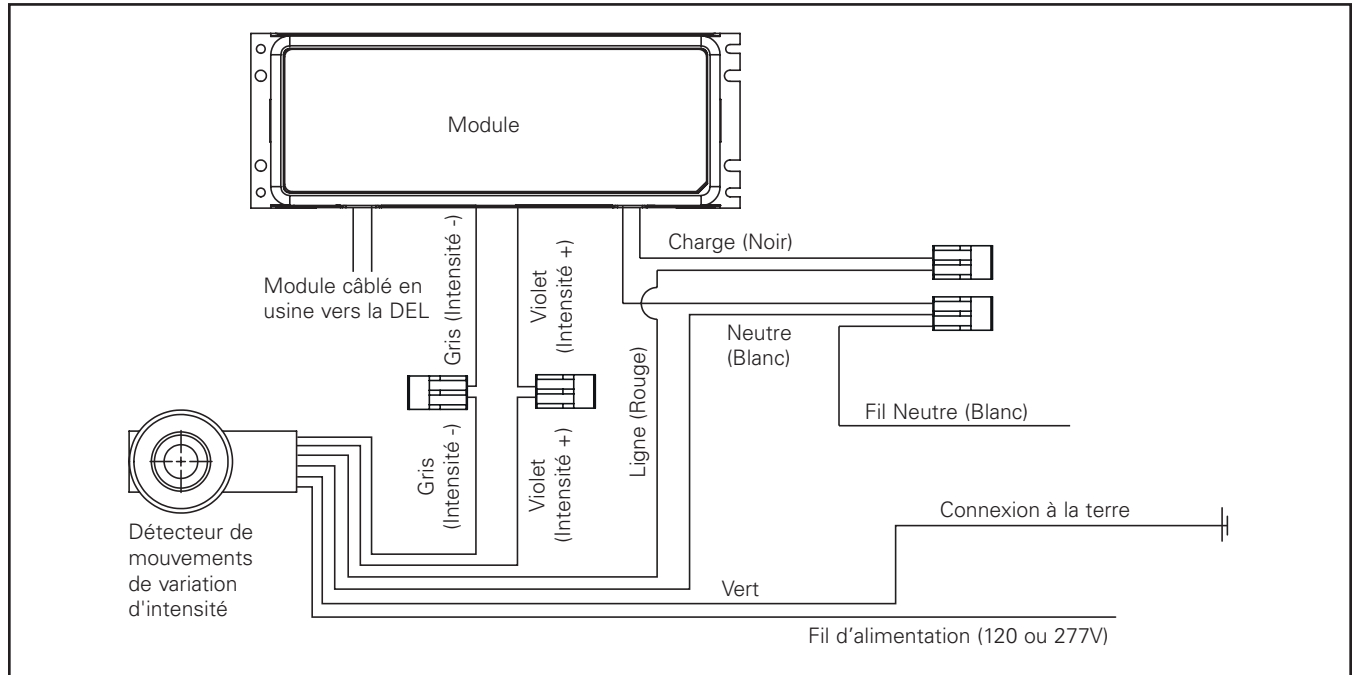 Module
Charge (Noir)
Gris (Intensité -)
Violet
(Intensité +)
Module câblé en
usine vers la DEL
Neutre
(Blanc)
Ligne (Rouge)
Fil Neutre (Blanc)
Gris
(Intensité -)
Violet
(Intensité +)
Connexion à la terre
Détecteur de
mouvements
de variation
d'intensité
Vert
Fil d’alimentation (120 ou 277V)